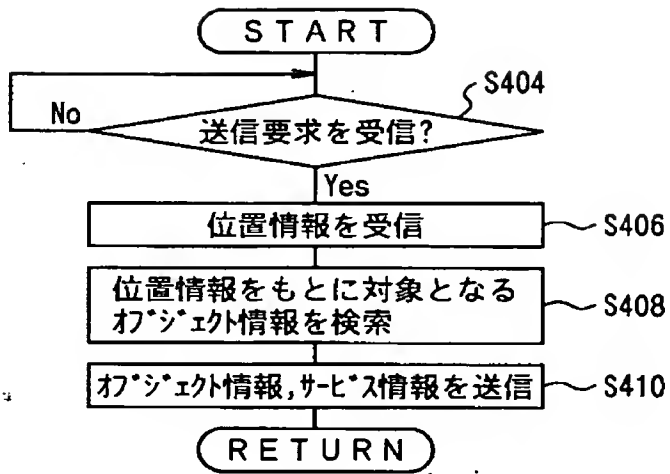 START
S404
No
送信要求を受信?
Yes
位置情報を受信
S406
位置情報をもとに対象となる
オブジェクト情報を検索
S408
オブジェクト情報,サービス情報を送信
S410
RETURN